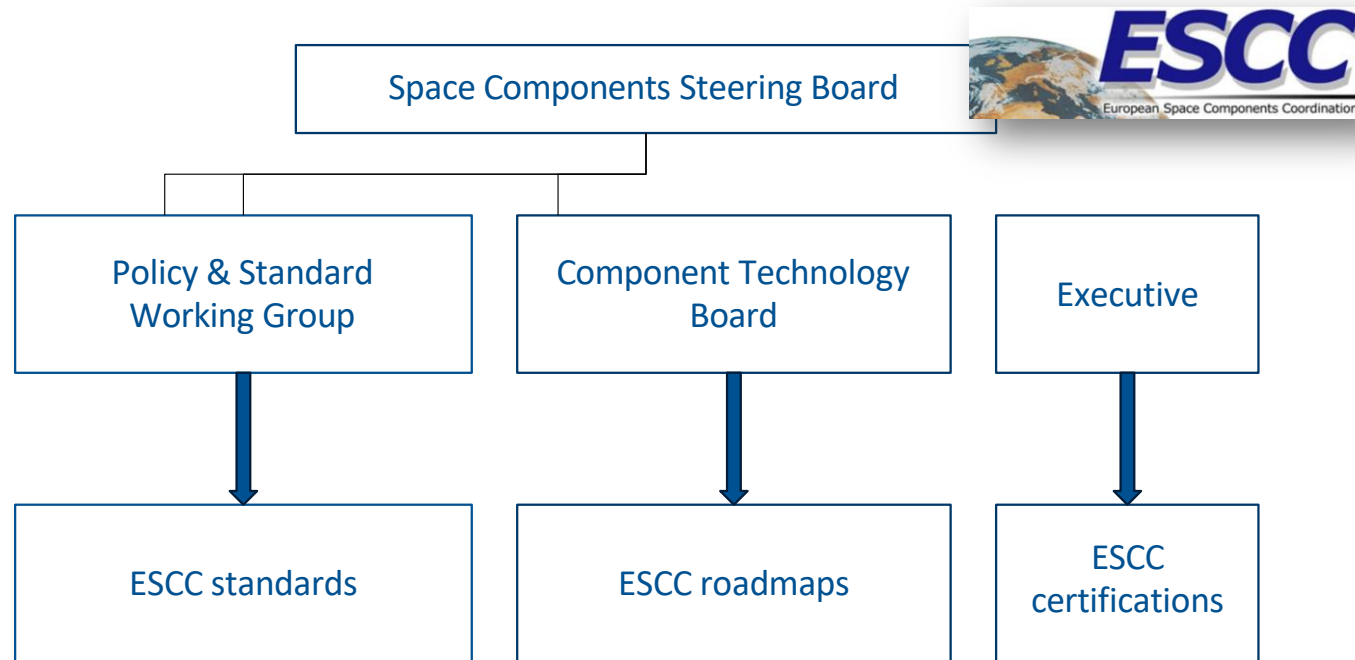 Space Components Steering Board
ESCC
European Space Components Coordination
Policy & Standard
Working Group
Component Technology
Board
Executive
ESCC standards
ESCC roadmaps
ESCC
certifications